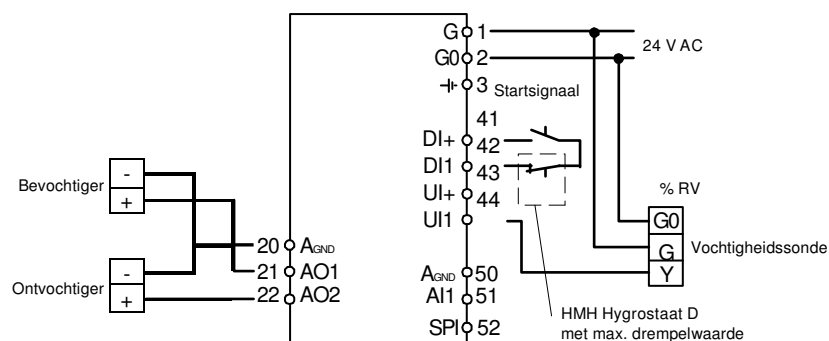 G 1
24 V AC
G0 2
3 Startsignaal
41
DI+ 42
DI1 43
UI+ 44
UI1
% RV
G0
G Vochtigheidssonde
Y
Bevochtiger
-
+
20 AGND
21 AO1
22 AO2
Ontvochtiger
-
+
AGND 50
AI1 51
SPI 52
HMH Hygrostaat D
met max. drempelwaarde